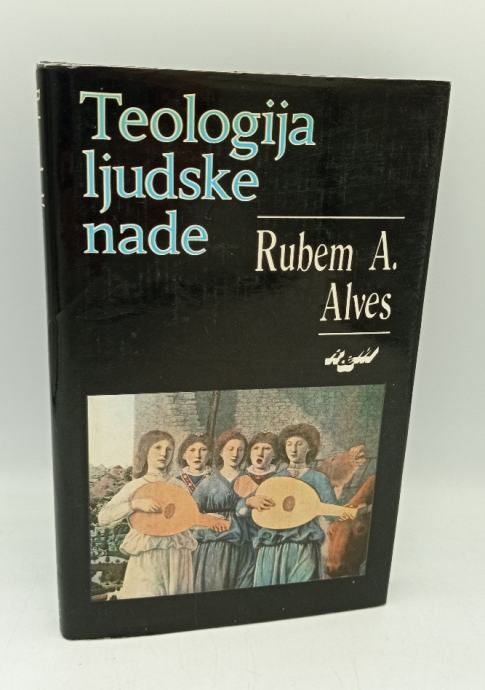 Teologija
ljudske
nade
Rubem A.
Alves